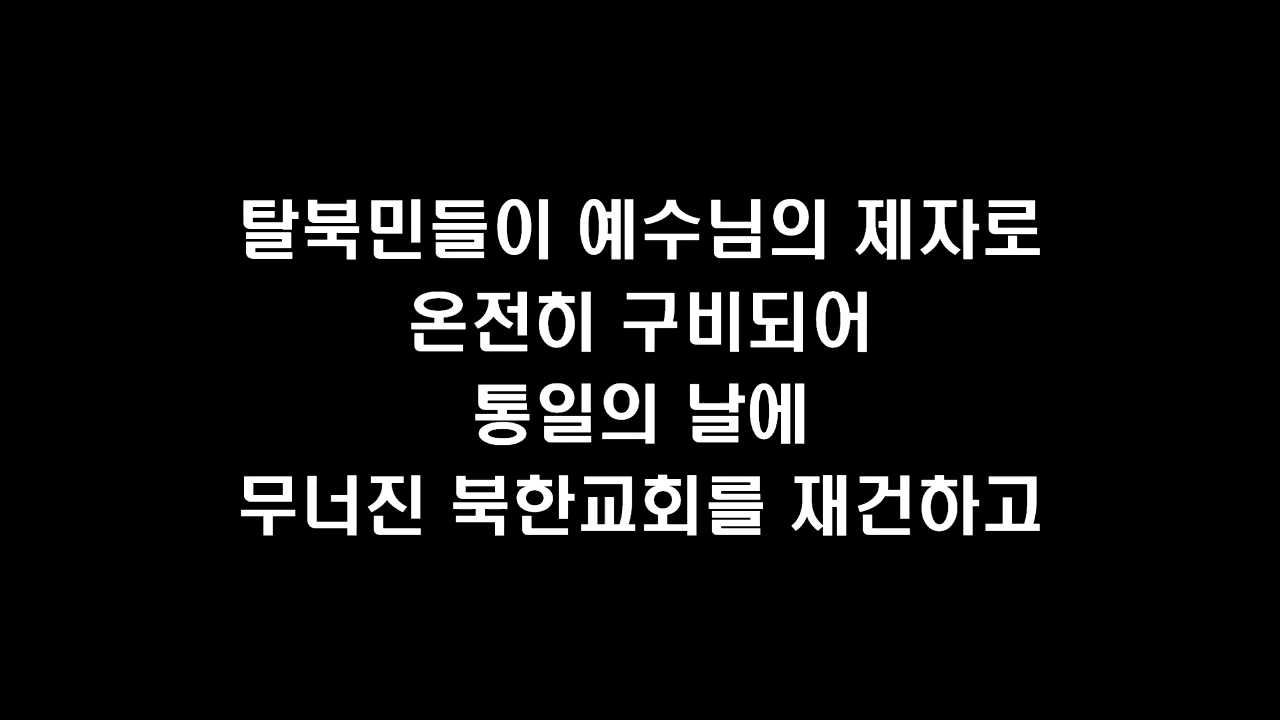 탈북민들이 예수님의 제자로
온전히 구비되어
통일의 날에
무너진 북한교회를 재건하고